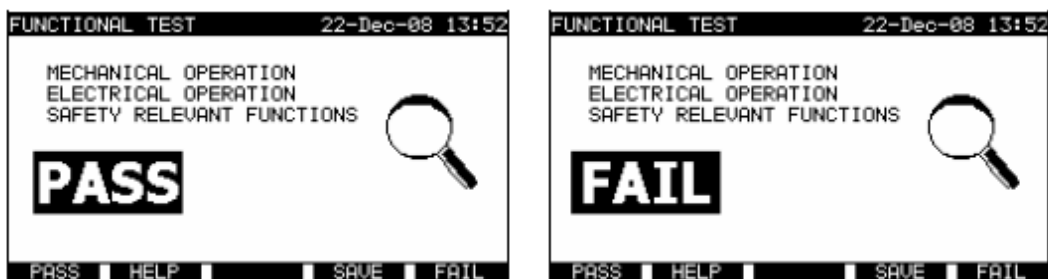 FUNCTIONAL TEST 22-Dec-08 13:52
MECHANICAL OPERATION
ELECTRICAL OPERATION
SAFETY RELEVANT FUNCTIONS
PASS
PASS HELP SAVE FAIL
FUNCTIONAL TEST 22-Dec-08 13:52
MECHANICAL OPERATION
ELECTRICAL OPERATION
SAFETY RELEVANT FUNCTIONS
FAIL
PASS HELP SAVE FAIL